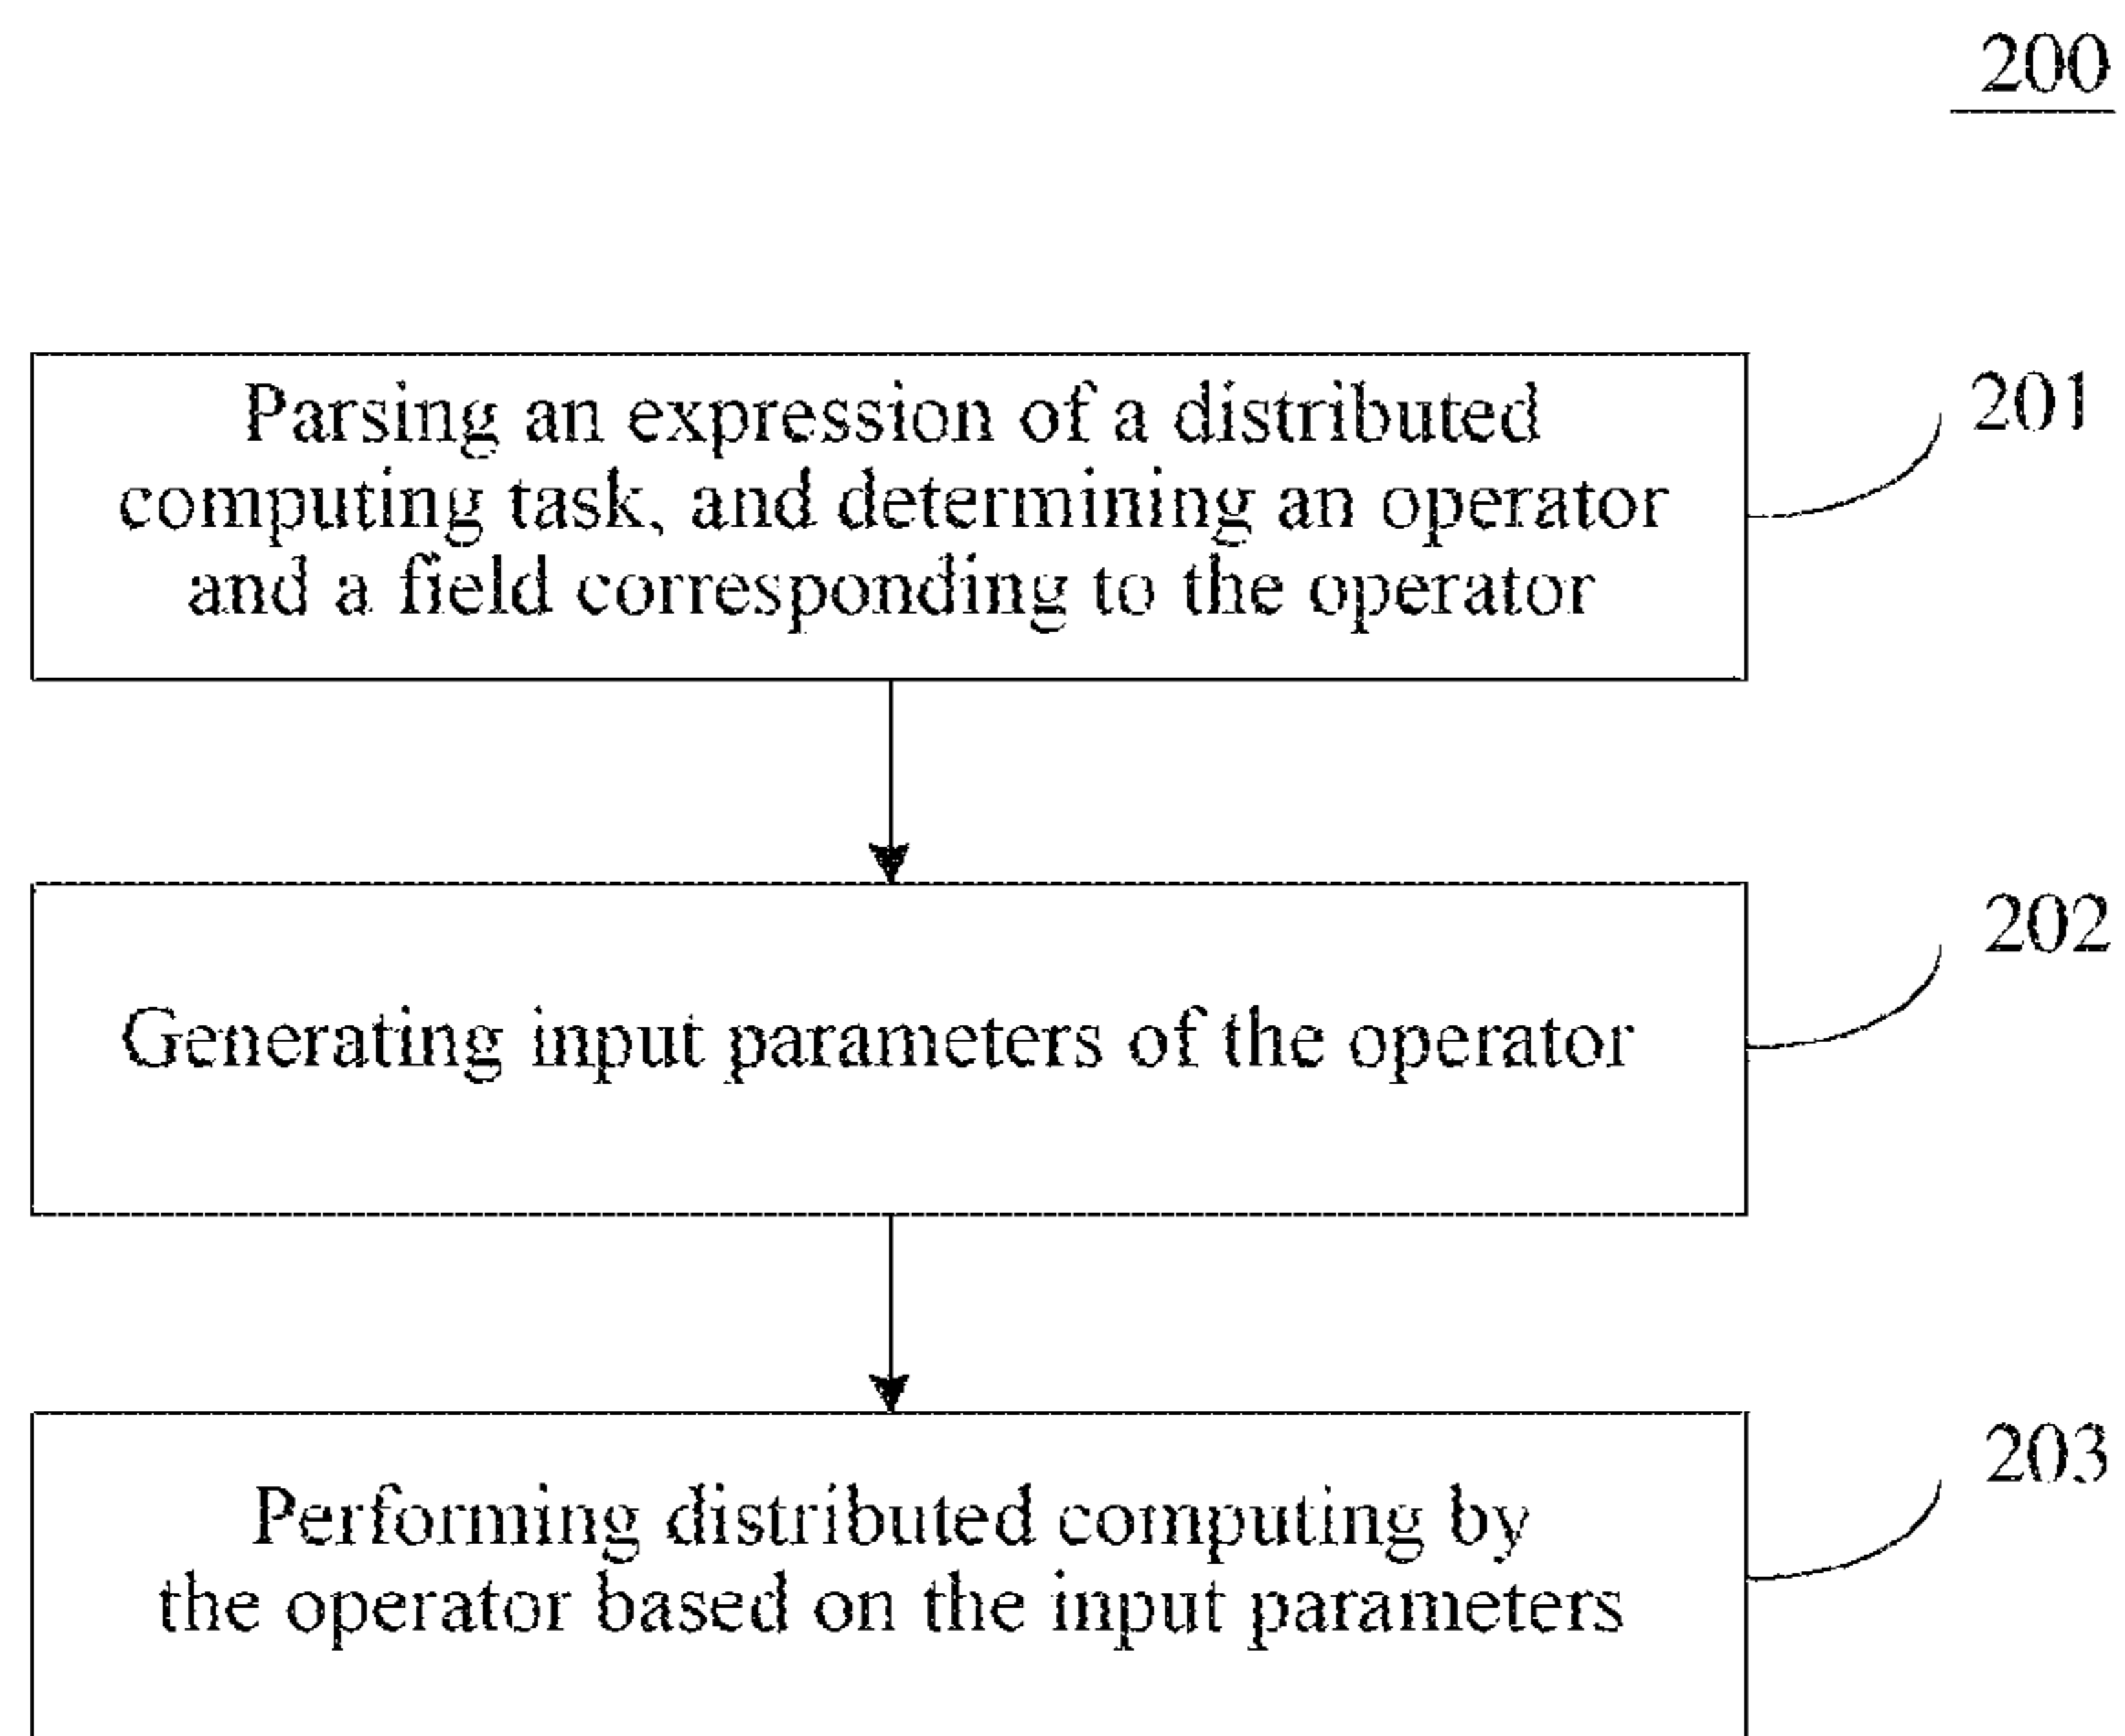 200
Parsing an expression of a distributed
computing task, and determining an operator
and a field corresponding to the operator
201
Generating input parameters of the operator
202
Performing distributed computing by
the operator based on the input parameters
203